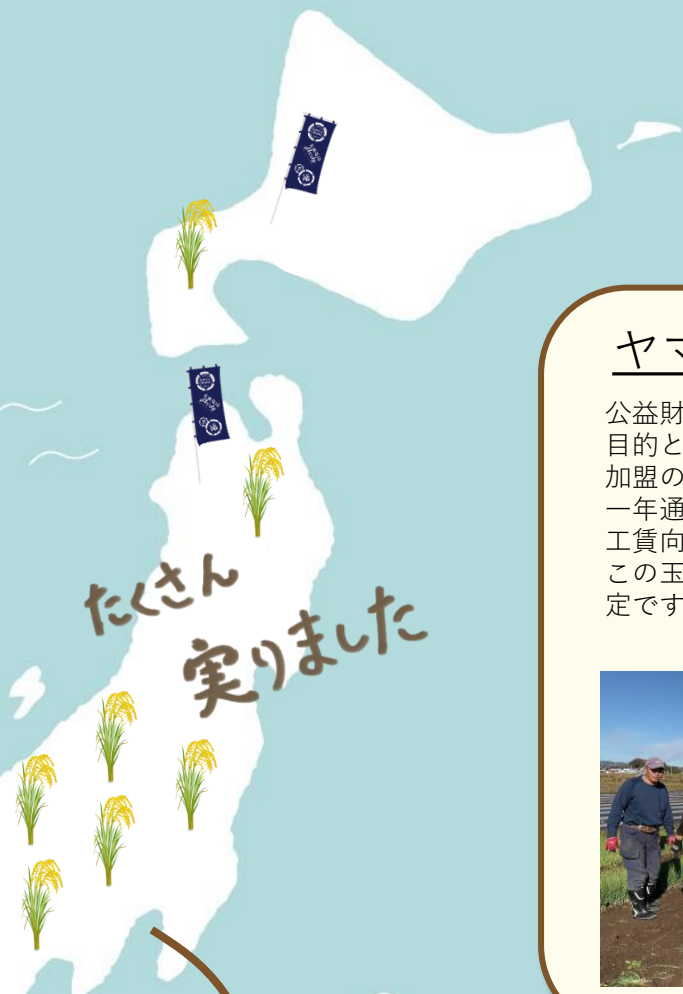 たくさん
実りました
ヤマ
公益財
目的と
加盟の
一年通
工賃向
この玉
定です